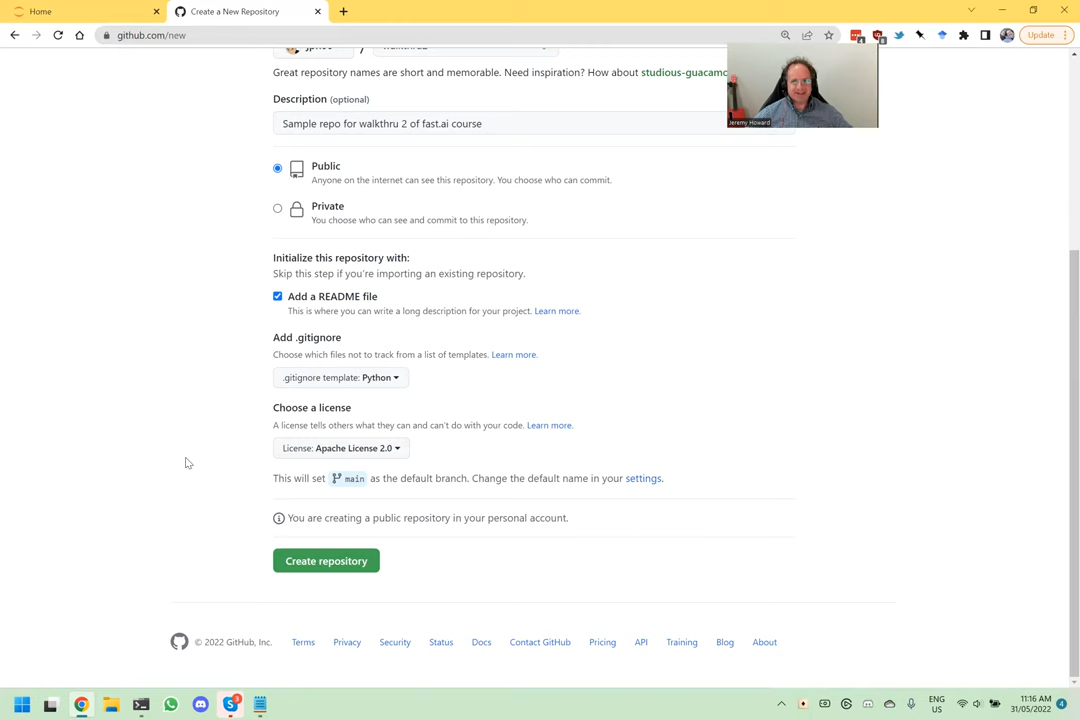 Home
Create a New Repository
github.com/new
Update
Great repository names are short and memorable. Need inspiration? How about studious-guacamo
Description (optional)
Sample repo for walkthru 2 of fast.ai course
Jeremy Howard
Public
Anyone on the internet can see this repository. You choose who can commit.
Private
You choose who can see and commit to this repository.
Initialize this repository with:
Skip this step if you're importing an existing repository.
Add a README file
This is where you can write a long description for your project. Learn more.
Add .gitignore
Choose which files not to track from a list of templates. Learn more.
.gitignore template: Python
Choose a license
A license tells others what they can and can't do with your code. Learn more.
License: Apache License 2.0
This will set main as the default branch. Change the default name in your settings.
You are creating a public repository in your personal account.
Create repository
© 2022 GitHub, Inc. Terms Privacy Security Status Docs Contact GitHub Pricing API Training Blog About
ENG
US
11:16 AM
31/05/2022